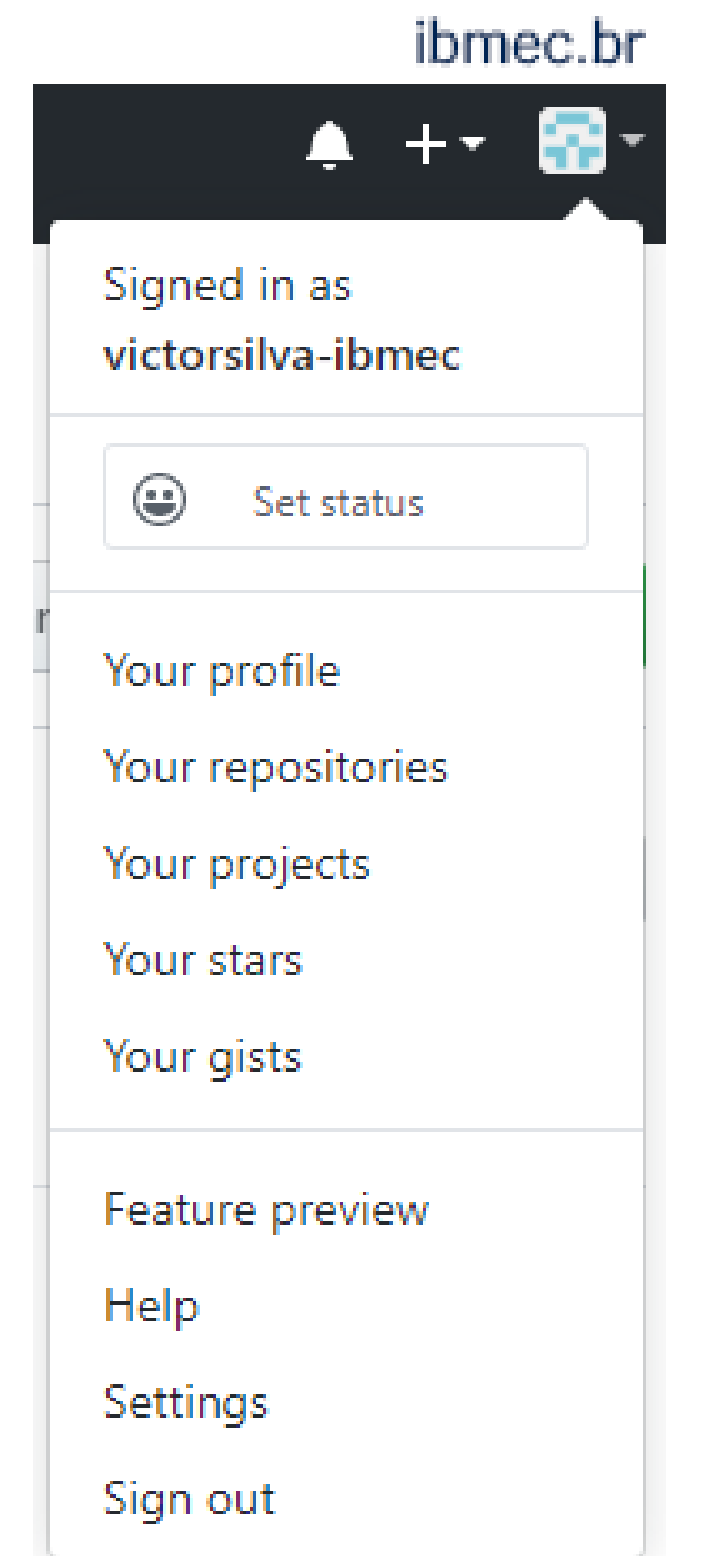 ibmec.br
Signed in as
victorsilva-ibmec
Set status
Your profile
Your repositories
Your projects
Your stars
Your gists
Feature preview
Help
Settings
Sign out